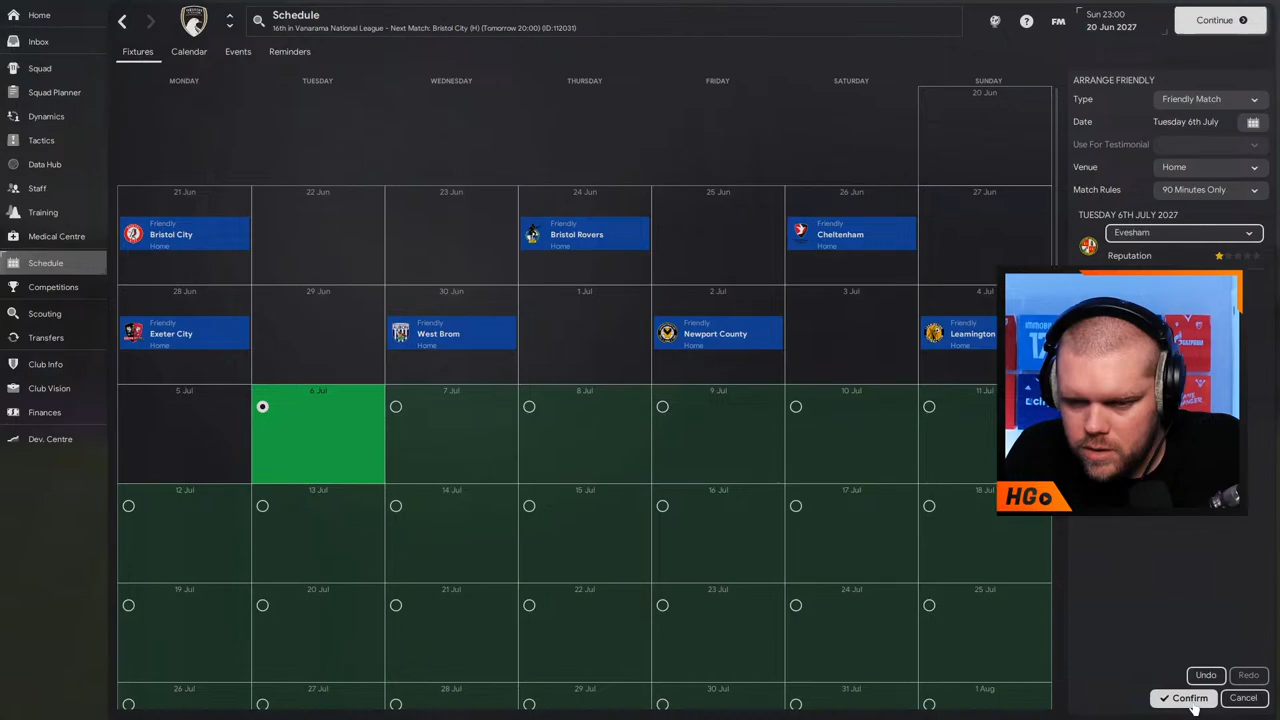 Home
Inbox
Squad
Squad Planner
Dynamics
Tactics
Data Hub
Staff
Training
Medical Centre
Schedule
Competitions
Scouting
Transfers
Club Info
Club Vision
Finances
Dev. Centre
Schedule
16th in Vanarama National League - Next Match: Bristol City (H) (Tomorrow 20:00) (ID:112031)
?
FM
Sun 23:00
20 Jun 2027
Continue
Fixtures Calendar Events Reminders
MONDAY TUESDAY WEDNESDAY THURSDAY FRIDAY SATURDAY SUNDAY
20 Jun
21 Jun 22 Jun 23 Jun 24 Jun 25 Jun 26 Jun 27 Jun
Friendly Friendly Friendly
Bristol City Bristol Rovers Cheltenham
Home Home Home
28 Jun 29 Jun 30 Jun 1 Jul 2 Jul 3 Jul 4 Jul
Friendly Friendly Friendly Friendly
Exeter City West Brom Newport County Leamington
Home Home Home Home
5 Jul 6 Jul 7 Jul 8 Jul 9 Jul 10 Jul 11 Jul
12 Jul 13 Jul 14 Jul 15 Jul 16 Jul 17 Jul 18 Jul
19 Jul 20 Jul 21 Jul 22 Jul 23 Jul 24 Jul 25 Jul
26 Jul 27 Jul 28 Jul 29 Jul 30 Jul 31 Jul 1 Aug
ARRANGE FRIENDLY
Type Friendly Match
Date Tuesday 6th July
Use For Testimonial
Venue Home
Match Rules 90 Minutes Only
TUESDAY 6TH JULY 2027
Evesham
Reputation
HGo
Undo Redo
Confirm Cancel